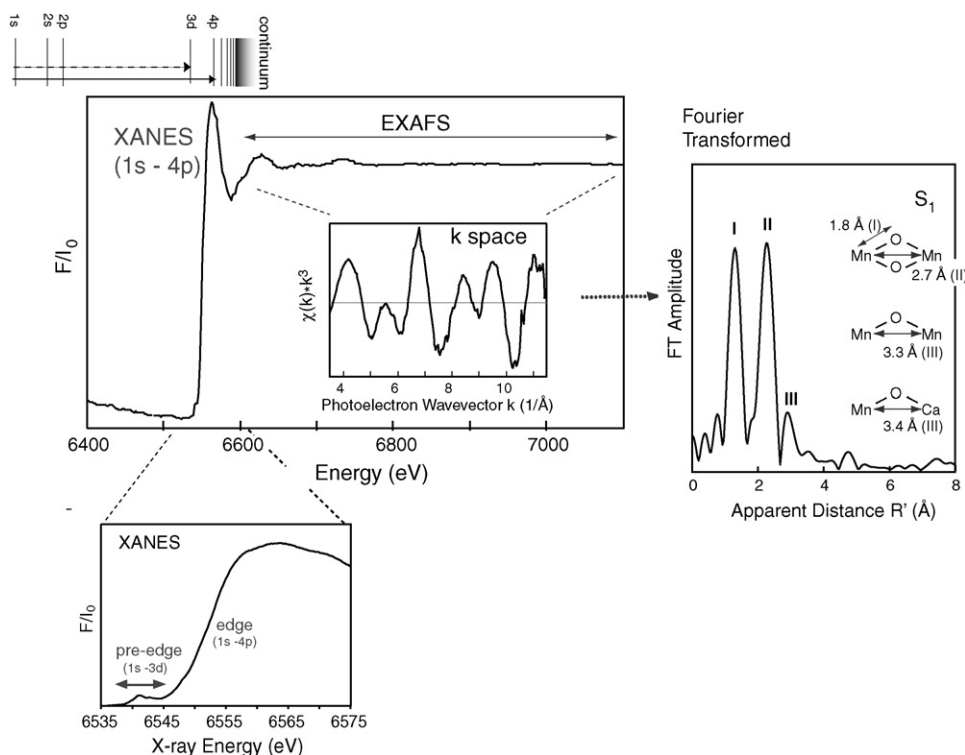 1s
2s
2p
3d
4p
continuum
XANES
(1s - 4p)
EXAFS
F/I0
k space
χ(k)*k³
4 6 8 10
Photoelectron Wavevector k (1/Å)
6400 6600 6800 7000
Energy (eV)
Fourier
Transformed
S1
I
II
III
1.8 Å (I)
Mn O Mn
O
2.7 Å (II)
O
Mn Mn
3.3 Å (III)
O
Mn Ca
3.4 Å (III)
FT Amplitude
0 2 4 6 8
Apparent Distance R' (Å)
XANES
F/I0
edge
(1s -4p)
pre-edge
(1s -3d)
6535 6545 6555 6565 6575
X-ray Energy (eV)